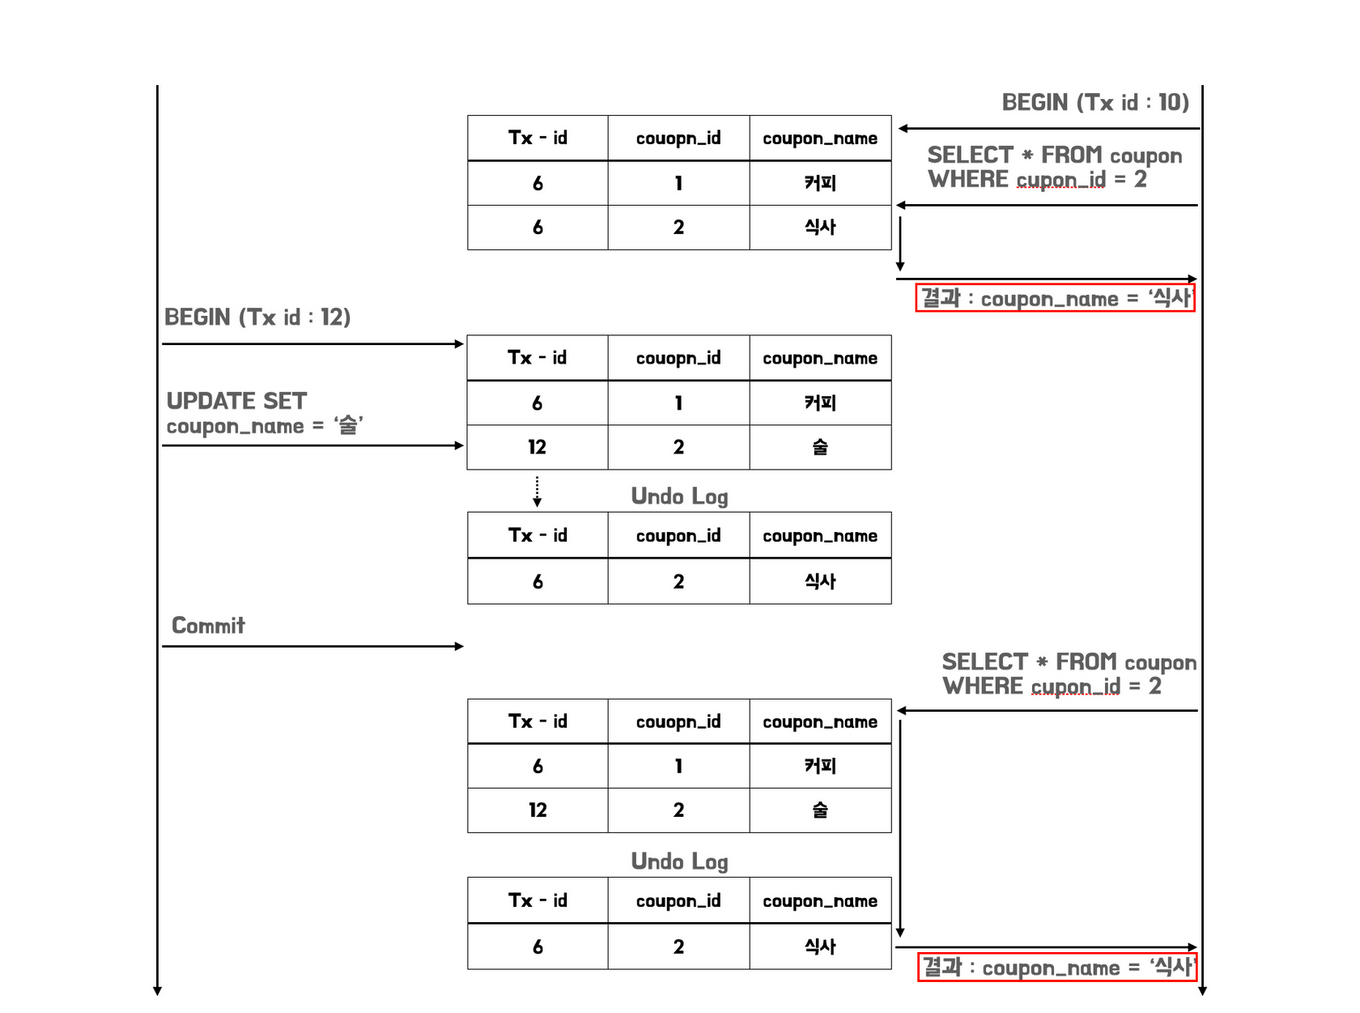 BEGIN (Tx id : 10)
Tx - id couopn_id coupon_name
6 1 커피
6 2 식사
SELECT * FROM coupon
WHERE cupon_id = 2
결과 : coupon_name = ‘식사’
BEGIN (Tx id : 12)
UPDATE SET
coupon_name = ‘술’
Tx - id couopn_id coupon_name
6 1 커피
12 2 술
Undo Log
Tx - id coupon_id coupon_name
6 2 식사
Commit
SELECT * FROM coupon
WHERE cupon_id = 2
Tx - id couopn_id coupon_name
6 1 커피
12 2 술
Undo Log
Tx - id coupon_id coupon_name
6 2 식사
결과 : coupon_name = ‘식사’